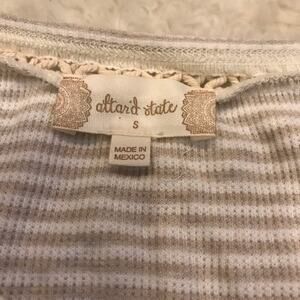 altar'd state
S
MADE IN
MEXICO